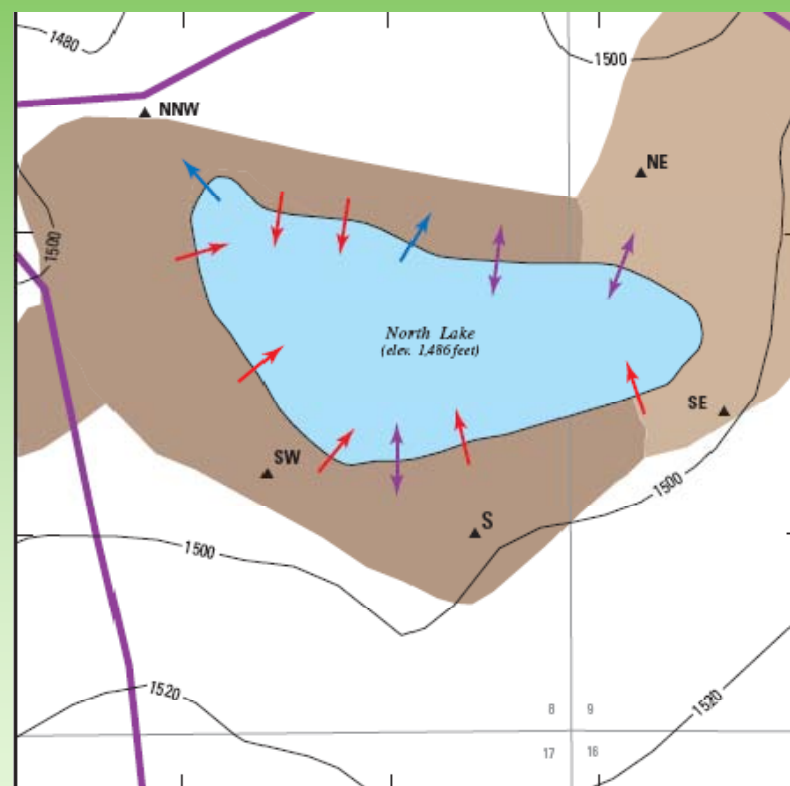 1480
1500
NNW
NE
1500
North Lake
(elev. 1,486 feet)
SE
SW
1500
S
1500
1520
1520
8 9
17 16